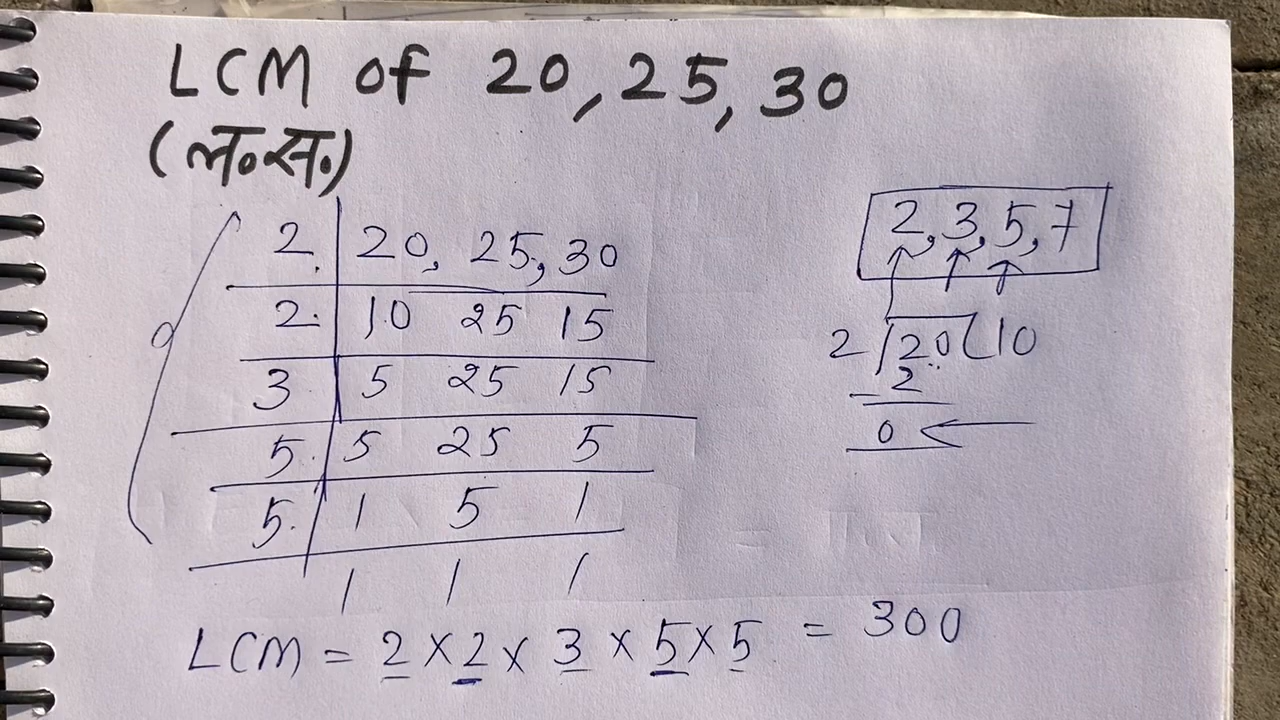 LCM of 20, 25, 30
(ल.स.)
2. 20, 25, 30
2. 10 25 15
3 5 25 15
5. 5 25 5
5. 1 5 1
1 1 1
LCM = 2 × 2 × 3 × 5 × 5 = 300
2, 3, 5, 7
2 20 10
- 2
0